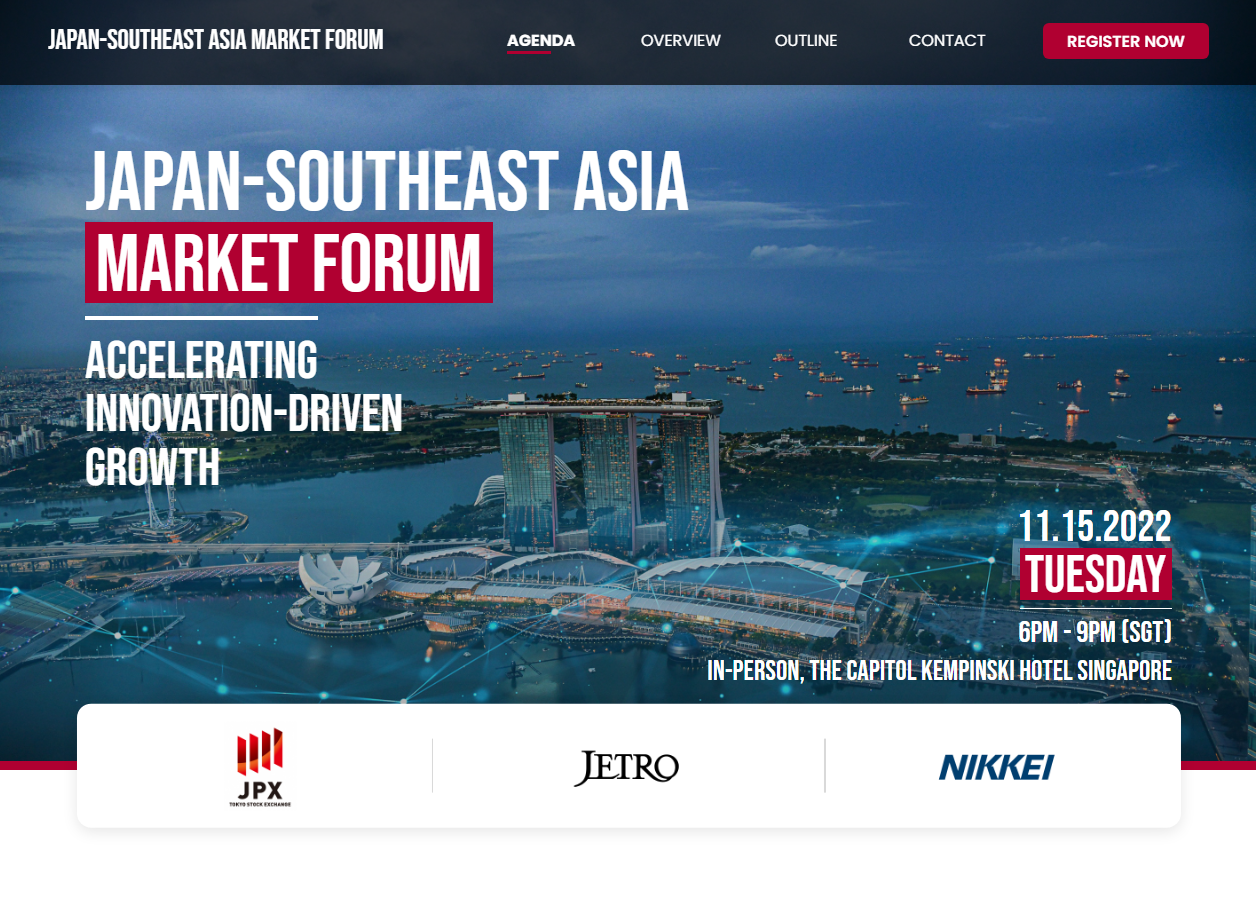 JAPAN-SOUTHEAST ASIA MARKET FORUM
AGENDA
OVERVIEW
OUTLINE
CONTACT
REGISTER NOW
JAPAN-SOUTHEAST ASIA
MARKET FORUM
ACCELERATING
INNOVATION-DRIVEN
GROWTH
11.15.2022
TUESDAY
6PM - 9PM (SGT)
IN-PERSON, THE CAPITOL KEMPINSKI HOTEL SINGAPORE
JPX
TOKYO STOCK EXCHANGE
JETRO
NIKKEI